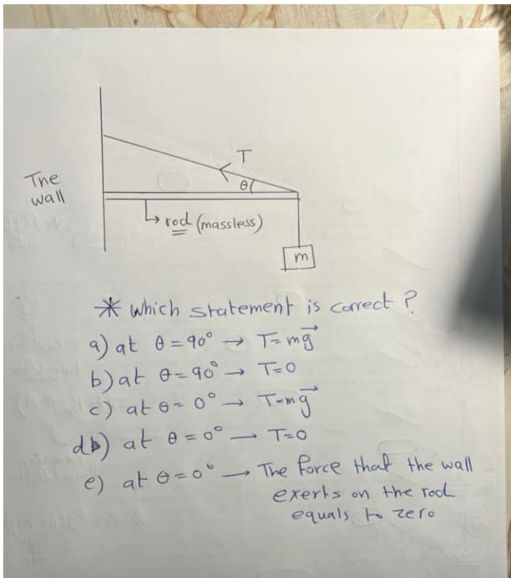 T
The
wall
θ
rod (massless)
m
* which statement is correct ?
a) at θ = 90° → T = mg⃗
b) at θ = 90° → T = 0
c) at θ = 0° → T = mg⃗
d) at θ = 0° → T = 0
e) at θ = 0° → The force that the wall
exerts on the rod
equals to zero